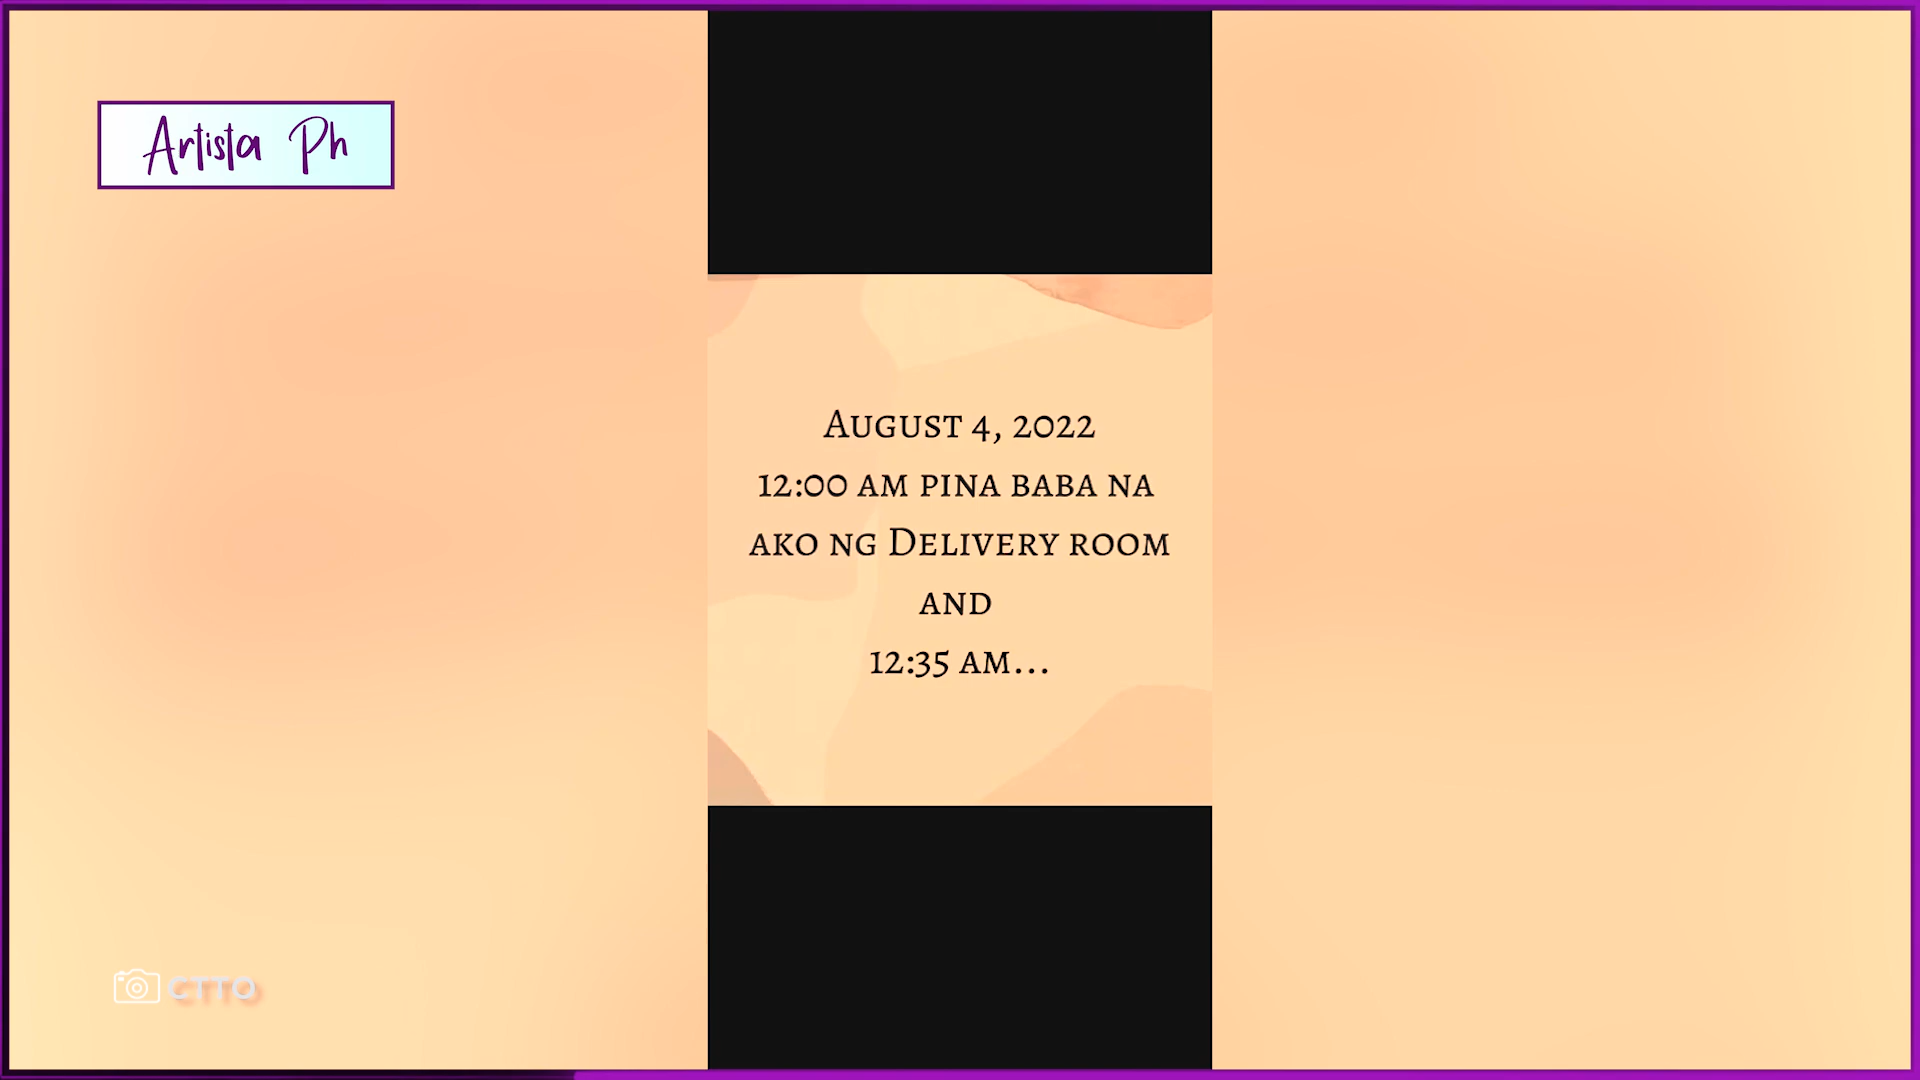 Artista Ph
August 4, 2022
12:00 am pina baba na
ako ng Delivery room
and
12:35 am...
CTTO